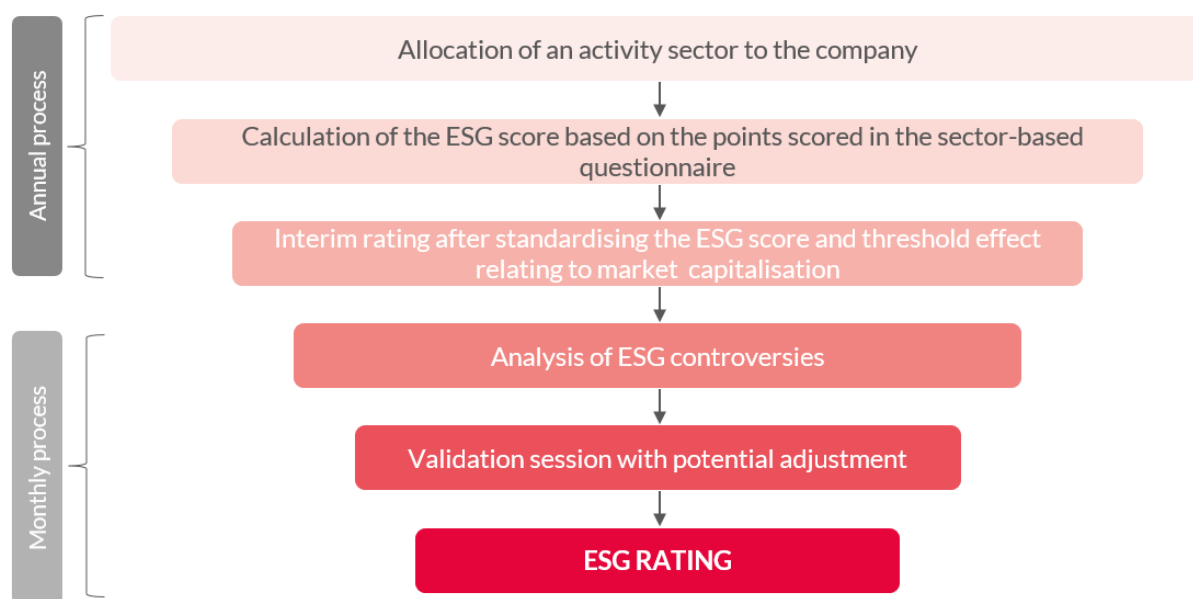 Annual process
Allocation of an activity sector to the company
Calculation of the ESG score based on the points scored in the sector-based
questionnaire
Interim rating after standardising the ESG score and threshold effect
relating to market capitalisation
Monthly process
Analysis of ESG controversies
Validation session with potential adjustment
ESG RATING